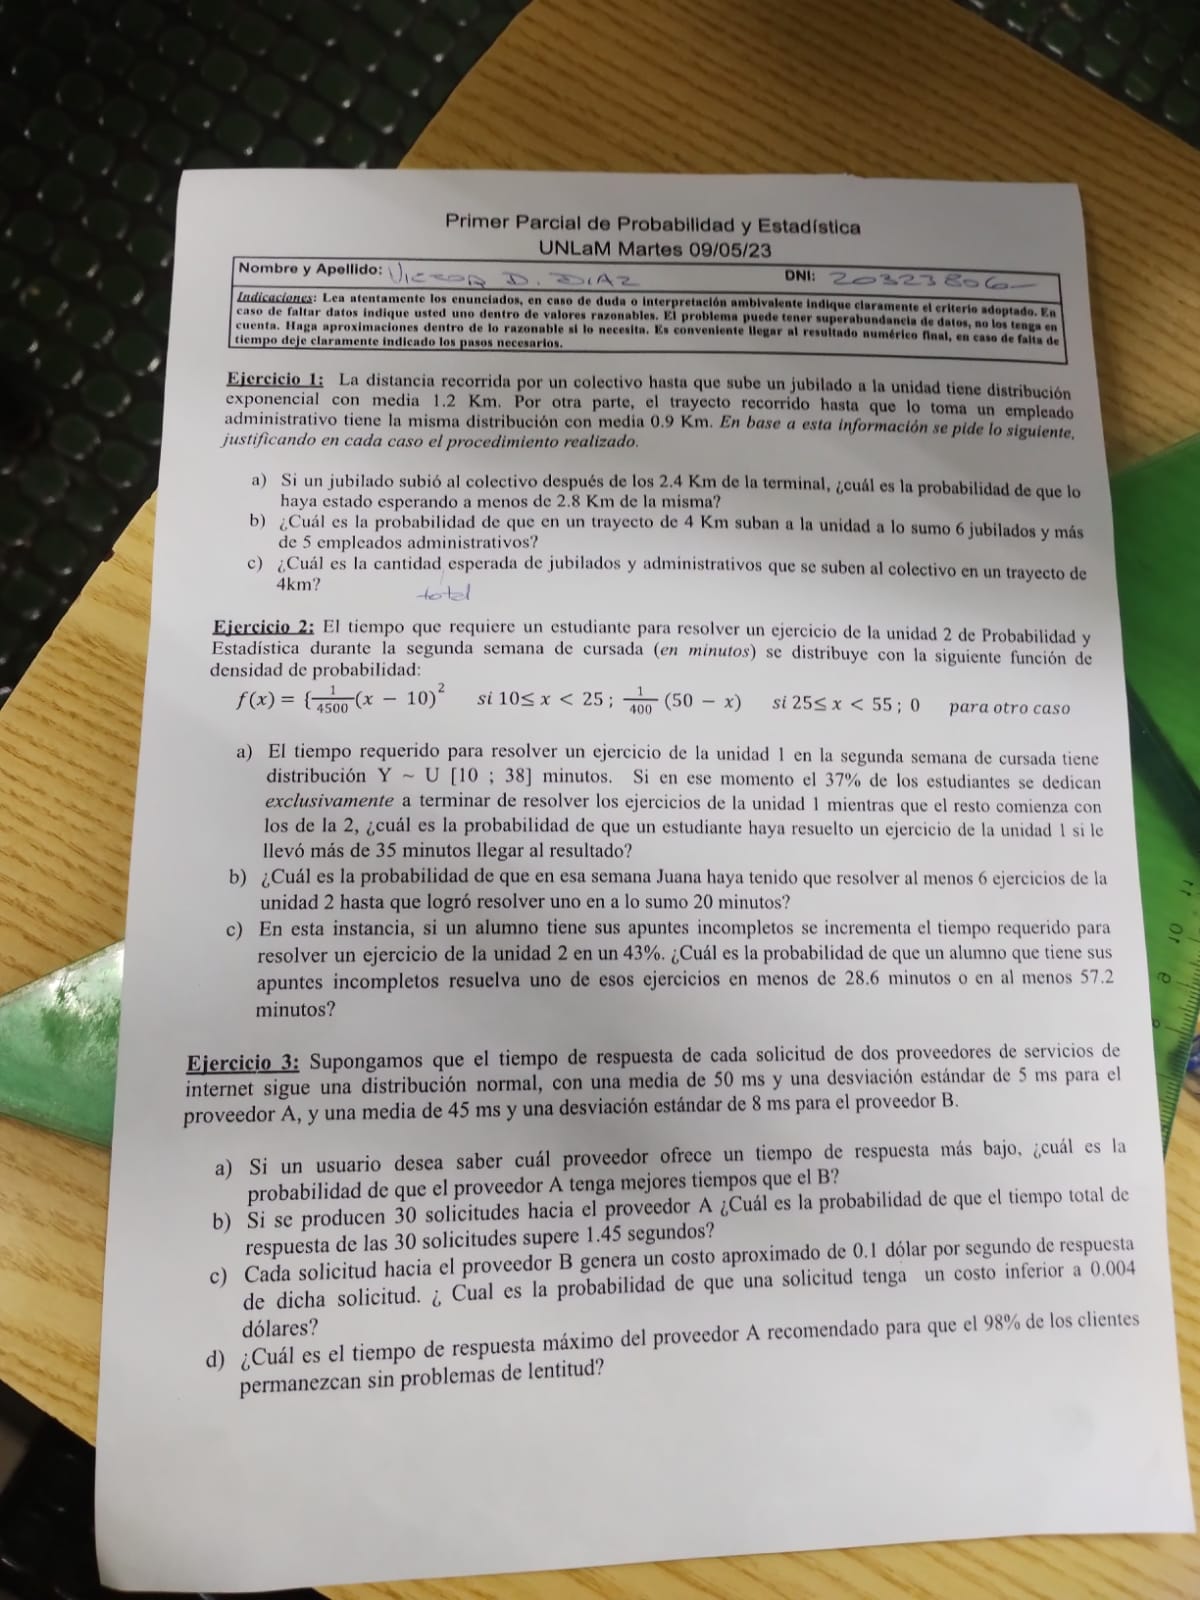 Primer Parcial de Probabilidad y Estadística
UNLaM Martes 09/05/23
Nombre y Apellido: VICTOR D. DIAZ DNI: 20323806
Indicaciones: Lea atentamente los enunciados, en caso de duda o interpretación ambivalente indique claramente el criterio adoptado. En
caso de faltar datos indique usted uno dentro de valores razonables. El problema puede tener superabundancia de datos, no los tenga en
cuenta. Haga aproximaciones dentro de lo razonable si lo necesita. Es conveniente llegar al resultado numérico final, en caso de falta de
tiempo deje claramente indicado los pasos necesarios.
Ejercicio 1: La distancia recorrida por un colectivo hasta que sube un jubilado a la unidad tiene distribución
exponencial con media 1.2 Km. Por otra parte, el trayecto recorrido hasta que lo toma un empleado
administrativo tiene la misma distribución con media 0.9 Km. En base a esta información se pide lo siguiente,
justificando en cada caso el procedimiento realizado.
a) Si un jubilado subió al colectivo después de los 2.4 Km de la terminal, ¿cuál es la probabilidad de que lo
haya estado esperando a menos de 2.8 Km de la misma?
b) ¿Cuál es la probabilidad de que en un trayecto de 4 Km suban a la unidad a lo sumo 6 jubilados y más
de 5 empleados administrativos?
c) ¿Cuál es la cantidad esperada de jubilados y administrativos que se suben al colectivo en un trayecto de
4km?
total
Ejercicio 2: El tiempo que requiere un estudiante para resolver un ejercicio de la unidad 2 de Probabilidad y
Estadística durante la segunda semana de cursada (en minutos) se distribuye con la siguiente función de
densidad de probabilidad:
f(x) = {1/4500 (x − 10)² si 10≤ x < 25 ; 1/400 (50 − x) si 25≤ x < 55 ; 0 para otro caso
a) El tiempo requerido para resolver un ejercicio de la unidad 1 en la segunda semana de cursada tiene
distribución Y ~ U [10 ; 38] minutos. Si en ese momento el 37% de los estudiantes se dedican
exclusivamente a terminar de resolver los ejercicios de la unidad 1 mientras que el resto comienza con
los de la 2, ¿cuál es la probabilidad de que un estudiante haya resuelto un ejercicio de la unidad 1 si le
llevó más de 35 minutos llegar al resultado?
b) ¿Cuál es la probabilidad de que en esa semana Juana haya tenido que resolver al menos 6 ejercicios de la
unidad 2 hasta que logró resolver uno en a lo sumo 20 minutos?
c) En esta instancia, si un alumno tiene sus apuntes incompletos se incrementa el tiempo requerido para
resolver un ejercicio de la unidad 2 en un 43%. ¿Cuál es la probabilidad de que un alumno que tiene sus
apuntes incompletos resuelva uno de esos ejercicios en menos de 28.6 minutos o en al menos 57.2
minutos?
Ejercicio 3: Supongamos que el tiempo de respuesta de cada solicitud de dos proveedores de servicios de
internet sigue una distribución normal, con una media de 50 ms y una desviación estándar de 5 ms para el
proveedor A, y una media de 45 ms y una desviación estándar de 8 ms para el proveedor B.
a) Si un usuario desea saber cuál proveedor ofrece un tiempo de respuesta más bajo, ¿cuál es la
probabilidad de que el proveedor A tenga mejores tiempos que el B?
b) Si se producen 30 solicitudes hacia el proveedor A ¿Cuál es la probabilidad de que el tiempo total de
respuesta de las 30 solicitudes supere 1.45 segundos?
c) Cada solicitud hacia el proveedor B genera un costo aproximado de 0.1 dólar por segundo de respuesta
de dicha solicitud. ¿ Cual es la probabilidad de que una solicitud tenga un costo inferior a 0.004
dólares?
d) ¿Cuál es el tiempo de respuesta máximo del proveedor A recomendado para que el 98% de los clientes
permanezcan sin problemas de lentitud?